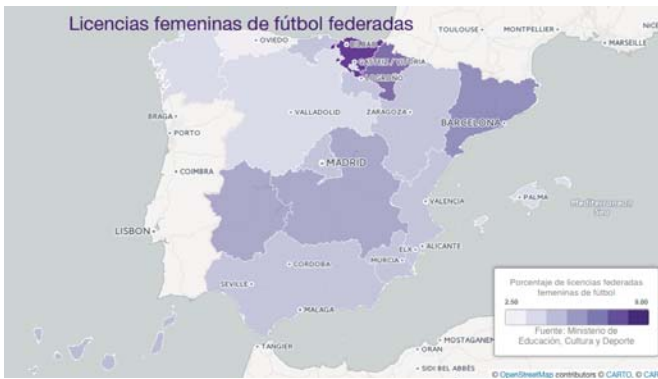 Licencias femeninas de fútbol federadas
TOULOUSE
MONTPELLIER
NICE
MARSEILLE
OVIEDO
BILBAO
GASTEIZ / VITORIA
LOGROÑO
BRAGA
PORTO
VALLADOLID
ZARAGOZA
BARCELONA
COIMBRA
MADRID
PALMA
Mediterranean
Sea
VALENCIA
LISBON
ALICANTE
ELX
MURCIA
CORDOBA
SEVILLE
MALAGA
Porcentaje de licencias federadas
femeninas de fútbol
2.50
9.00
Fuente: Ministerio de
Educación, Cultura y Deporte
TANGIER
MOSTAGANEM
ORAN
SIDI BEL ABBÈS
© OpenStreetMap contributors © CARTO, © CAR